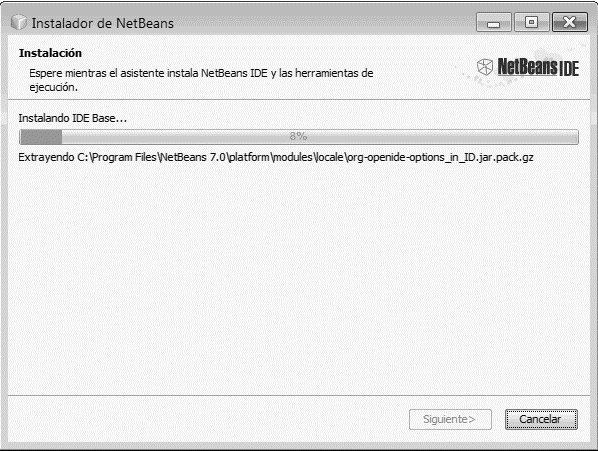 Instalador de NetBeans
Instalación
Espere mientras el asistente instala NetBeans IDE y las herramientas de
ejecución.
NetBeans IDE
Instalando IDE Base...
8%
Extrayendo C:\Program Files\NetBeans 7.0\platform\modules\locale\org-openide-options_in_ID.jar.pack.gz
Siguiente>
Cancelar